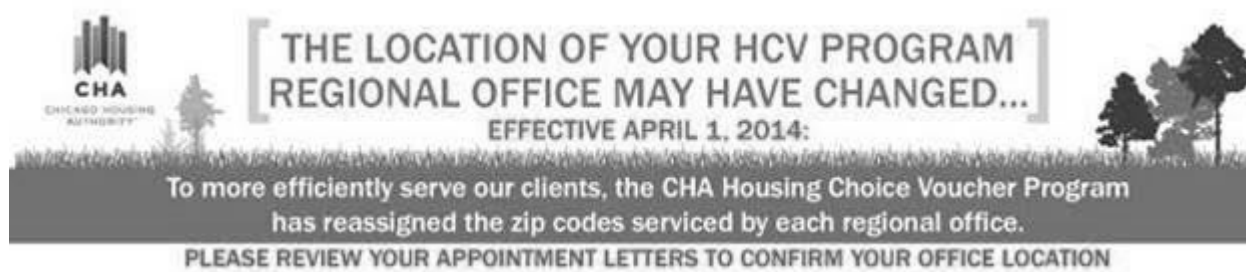 CHA
CHICAGO HOUSING
AUTHORITY
THE LOCATION OF YOUR HCV PROGRAM
REGIONAL OFFICE MAY HAVE CHANGED...
EFFECTIVE APRIL 1, 2014:
To more efficiently serve our clients, the CHA Housing Choice Voucher Program
has reassigned the zip codes serviced by each regional office.
PLEASE REVIEW YOUR APPOINTMENT LETTERS TO CONFIRM YOUR OFFICE LOCATION